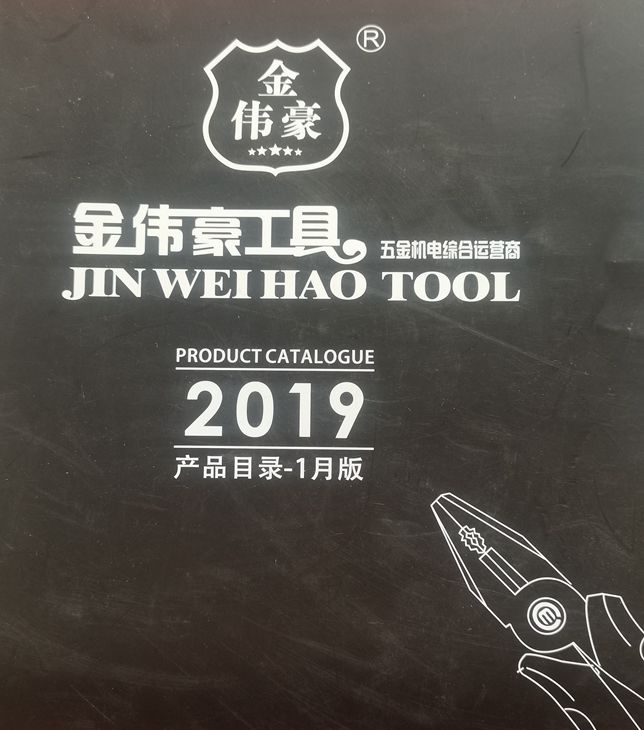 ®
金
伟豪
金伟豪工具 五金机电综合运营商
JIN WEI HAO TOOL
PRODUCT CATALOGUE
2019
产品目录-1月版